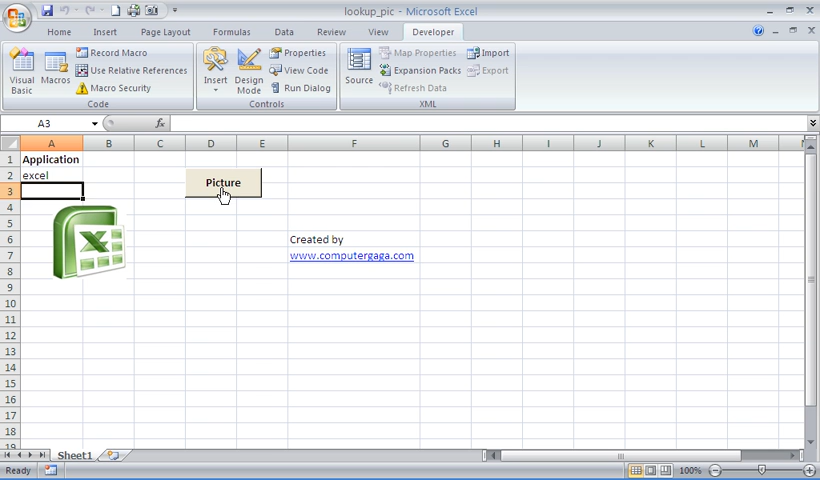 lookup_pic - Microsoft Excel
Home Insert Page Layout Formulas Data Review View Developer
Visual Basic
Macros
Record Macro
Use Relative References
Macro Security
Code
Insert
Design Mode
Properties
View Code
Run Dialog
Controls
Source
Map Properties
Expansion Packs
Refresh Data
Import
Export
XML
A3
fx
A B C D E F G H I J K L M N
1 Application
2 excel
Picture
3
4
5
6 Created by
7 www.computergaga.com
8
9
10
11
12
13
14
15
16
17
18
19
Sheet1
Ready
100%